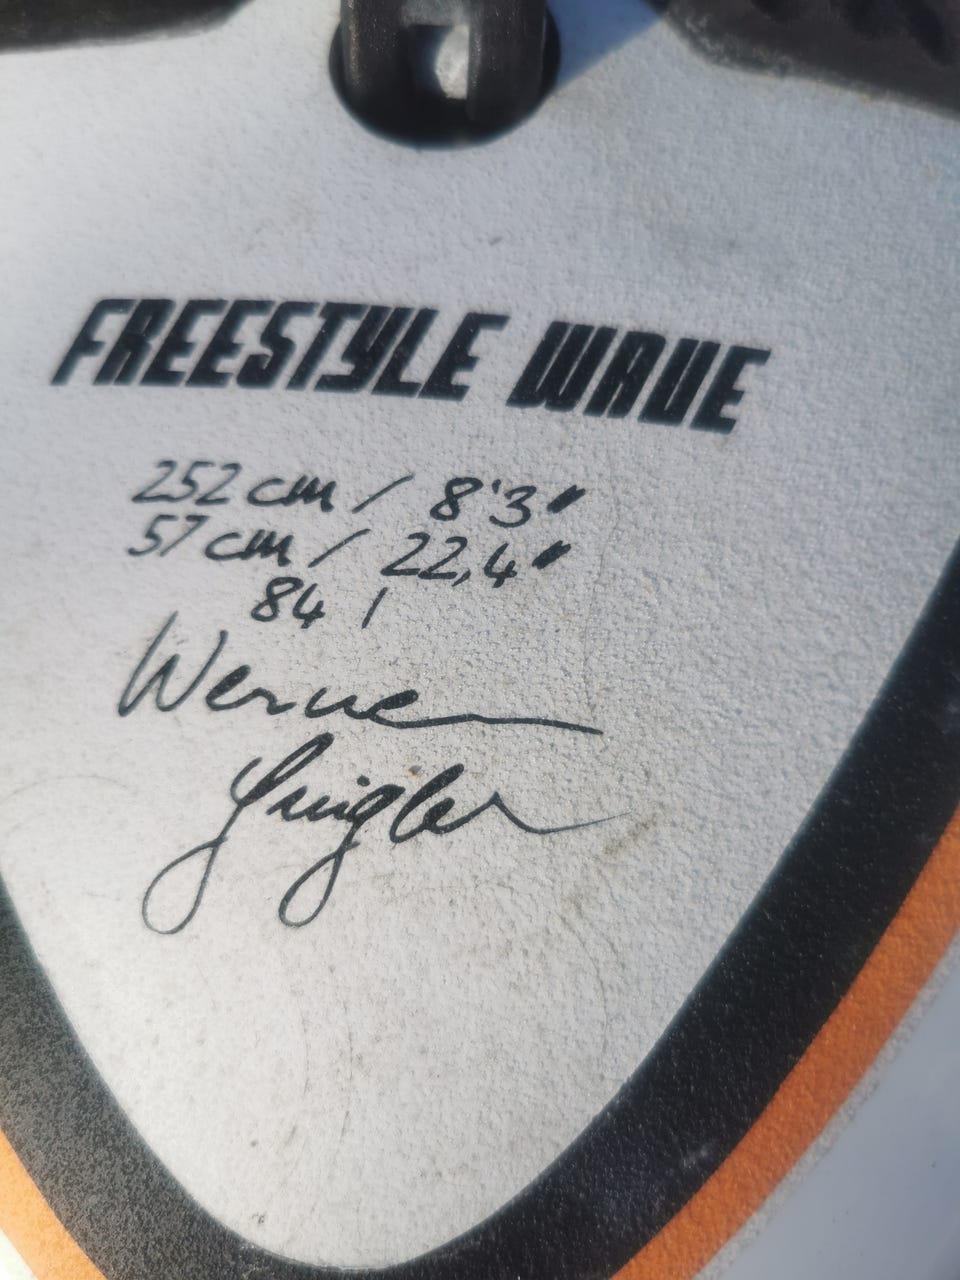 FREESTYLE WAVE
252 cm / 8'3"
57 cm / 22,4"
84 l
Werner
Gnigler